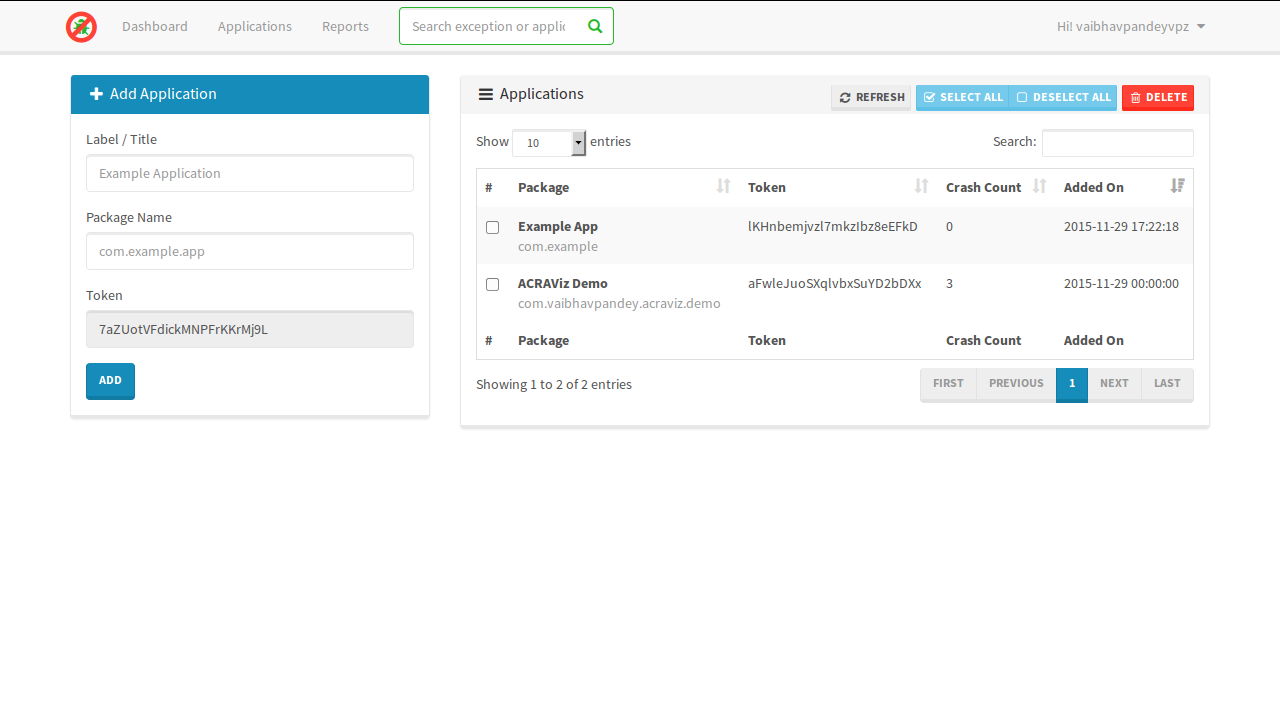 Dashboard Applications Reports Search exception or applic Hi! vaibhavpandeyvpz
Add Application
Label / Title
Example Application
Package Name
com.example.app
Token
7aZUotVFdickMNPFrKKrMj9L
ADD
Applications REFRESH SELECT ALL DESELECT ALL DELETE
Show 10 entries Search:
# Package Token Crash Count Added On
Example App lKHnbemjvzl7mkzIbz8eEFkD 0 2015-11-29 17:22:18
com.example
ACRAViz Demo aFwleJuoSXqlvbxSuYD2bDXx 3 2015-11-29 00:00:00
com.vaibhavpandey.acraviz.demo
# Package Token Crash Count Added On
Showing 1 to 2 of 2 entries FIRST PREVIOUS 1 NEXT LAST